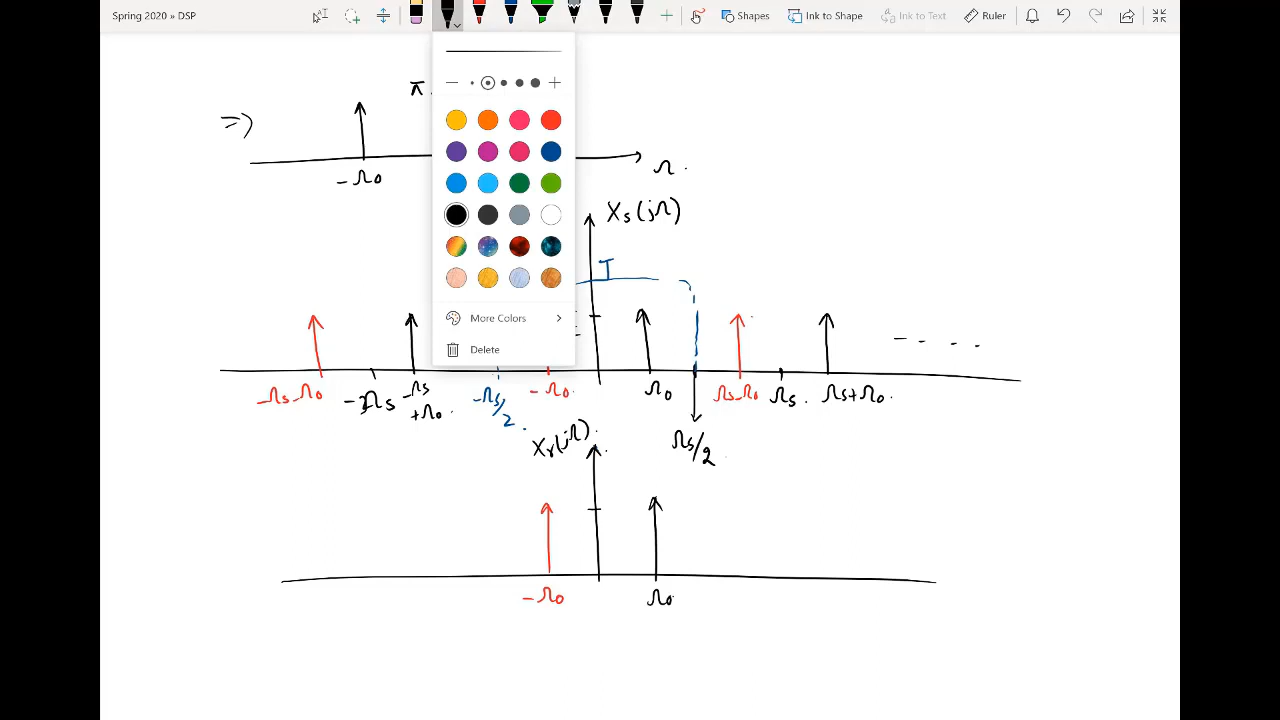 Spring 2020 » DSP
Shapes
Ink to Shape
Ink to Text
Ruler
π
=>
-Ω0
Ω
Xs(jΩ)
T
More Colors
Delete
-Ωs-Ω0
-Ωs
-Ωs
+Ω0
-Ωs/2
-Ω0
Ω0
Ωs-Ω0
Ωs
Ωs+Ω0
Ωs/2
Xr(jΩ)
-Ω0
Ω0